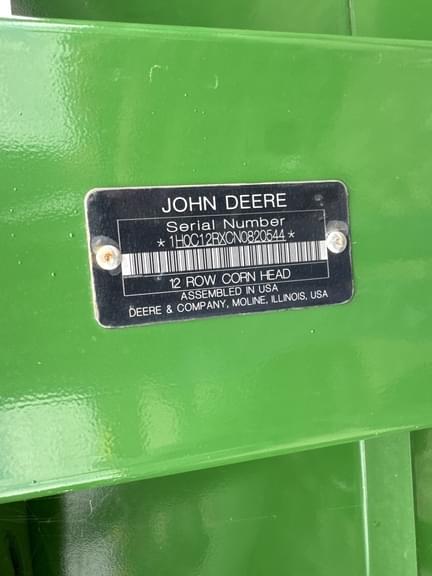 JOHN DEERE
Serial Number
*1H0C12RXCN0820544*
12 ROW CORN HEAD
ASSEMBLED IN USA
DEERE & COMPANY, MOLINE, ILLINOIS, USA